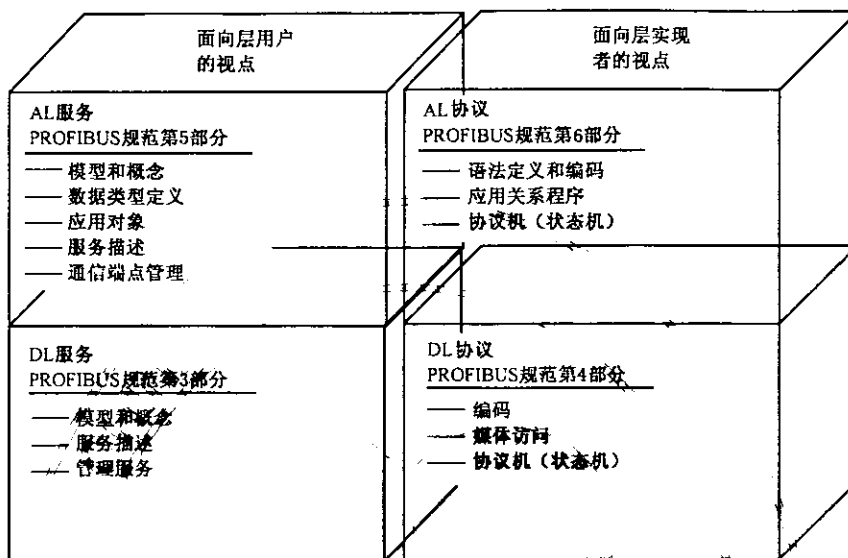 面向层用户
的视点
面向层实现
者的视点
AL服务
PROFIBUS规范第5部分
模型和概念
数据类型定义
应用对象
服务描述
通信端点管理
AL协议
PROFIBUS规范第6部分
语法定义和编码
应用关系程序
协议机（状态机）
DL服务
PROFIBUS规范第3部分
模型和概念
服务描述
管理服务
DL协议
PROFIBUS规范第4部分
编码
媒体访问
协议机（状态机）